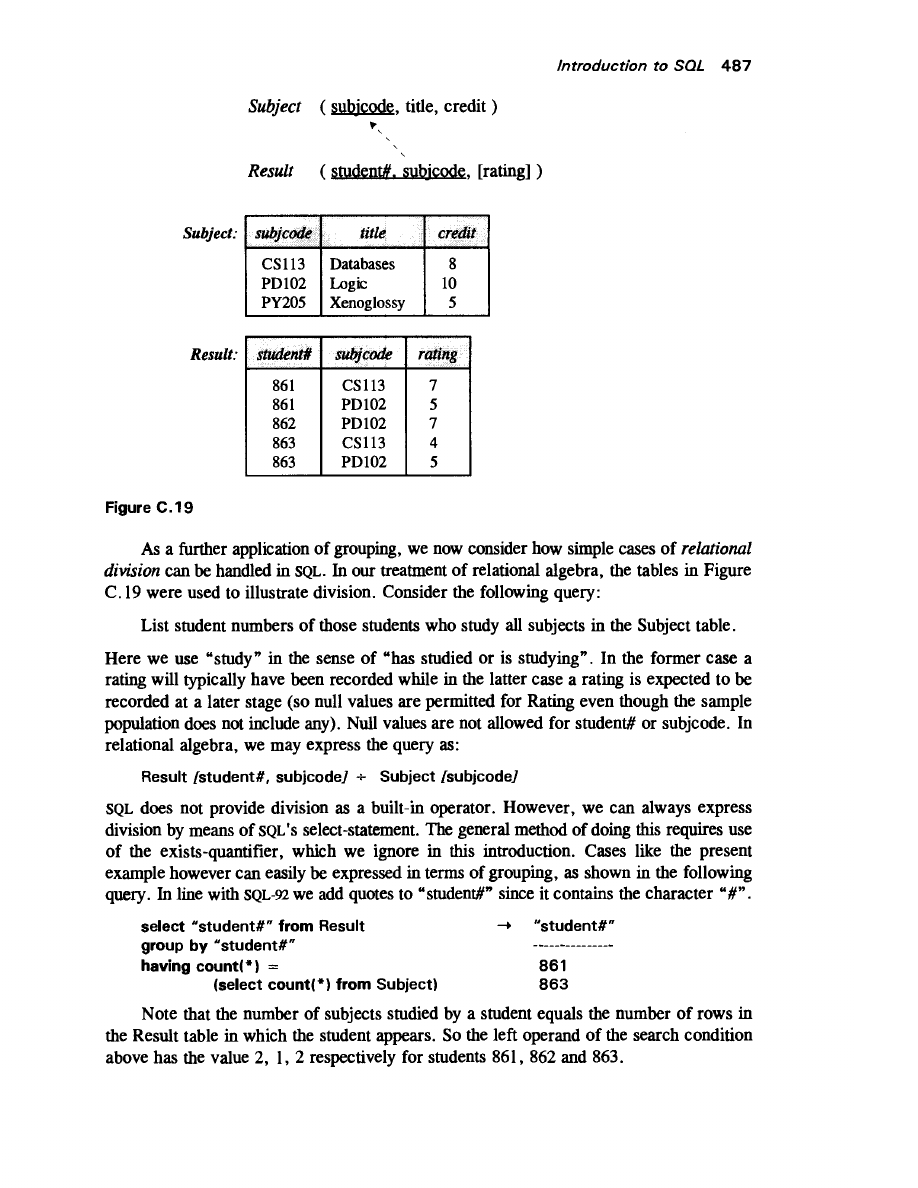 Introduction to SQL 487
Subject ( subjcode, title, credit )
Result ( student#, subjcode, [rating] )
Subject: subjcode title credit
CS113 Databases 8
PD102 Logic 10
PY205 Xenoglossy 5
Result: student# subjcode rating
861 CS113 7
861 PD102 5
862 PD102 7
863 CS113 4
863 PD102 5
Figure C.19
As a further application of grouping, we now consider how simple cases of relational
division can be handled in SQL. In our treatment of relational algebra, the tables in Figure
C.19 were used to illustrate division. Consider the following query:
List student numbers of those students who study all subjects in the Subject table.
Here we use "study" in the sense of "has studied or is studying". In the former case a
rating will typically have been recorded while in the latter case a rating is expected to be
recorded at a later stage (so null values are permitted for Rating even though the sample
population does not include any). Null values are not allowed for student# or subjcode. In
relational algebra, we may express the query as:
Result [student#, subjcode] ÷ Subject [subjcode]
SQL does not provide division as a built-in operator. However, we can always express
division by means of SQL's select-statement. The general method of doing this requires use
of the exists-quantifier, which we ignore in this introduction. Cases like the present
example however can easily be expressed in terms of grouping, as shown in the following
query. In line with SQL-92 we add quotes to "student#" since it contains the character "#".
select "student#" from Result → "student#"
group by "student#" ---------------
having count(*) = 861
(select count(*) from Subject) 863
Note that the number of subjects studied by a student equals the number of rows in
the Result table in which the student appears. So the left operand of the search condition
above has the value 2, 1, 2 respectively for students 861, 862 and 863.